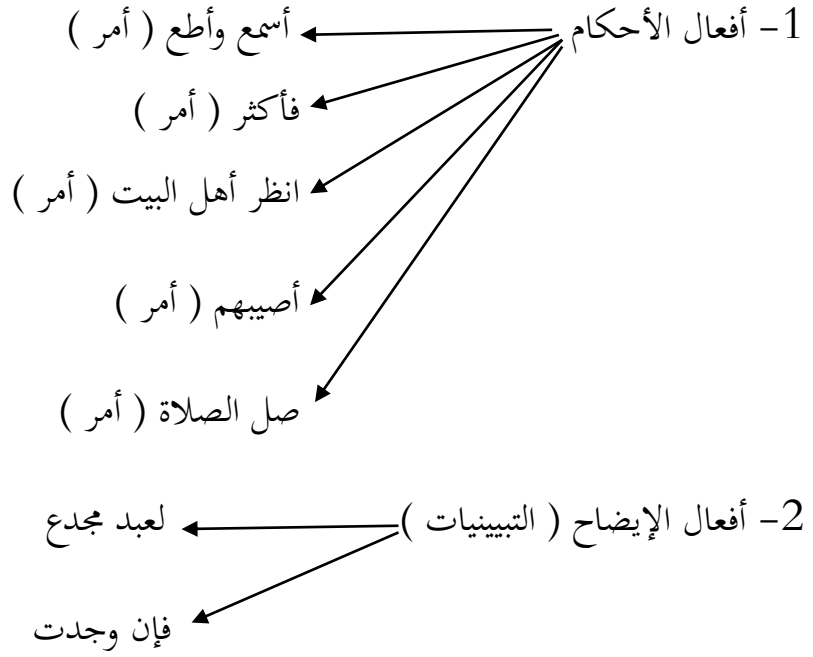 1- أفعال الأحكام أسمع وأطع ( أمر )
فأكثر ( أمر )
انظر أهل البيت ( أمر )
أصيبهم ( أمر )
صل الصلاة ( أمر )
2- أفعال الإيضاح ( التبيينيات ) لعبد مجدع
فإن وجدت